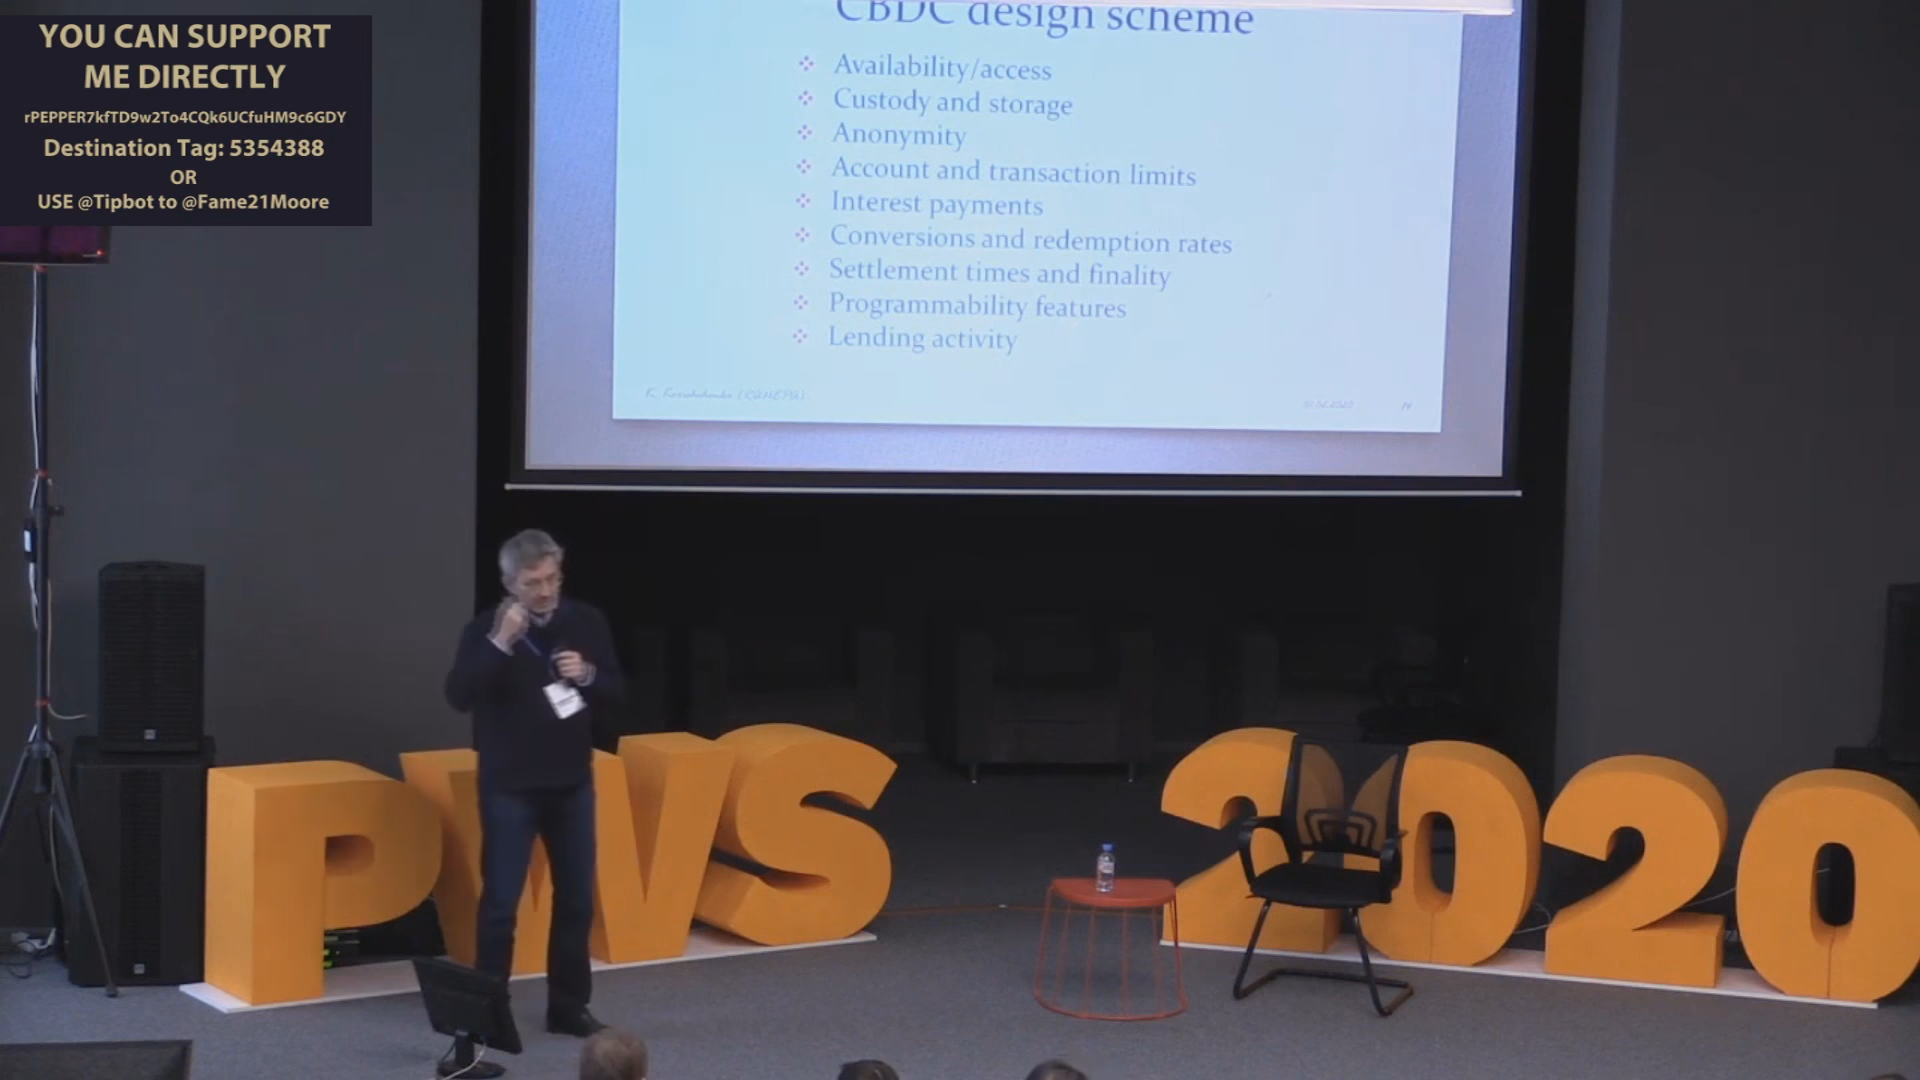 YOU CAN SUPPORT
ME DIRECTLY
rPEPPER7kfTD9w2To4CQk6UCfuHM9c6GDY
Destination Tag: 5354388
OR
USE @Tipbot to @Fame21Moore
CBDC design scheme
Availability/access
Custody and storage
Anonymity
Account and transaction limits
Interest payments
Conversions and redemption rates
Settlement times and finality
Programmability features
Lending activity
K. (RANEPA)
PWS 2020